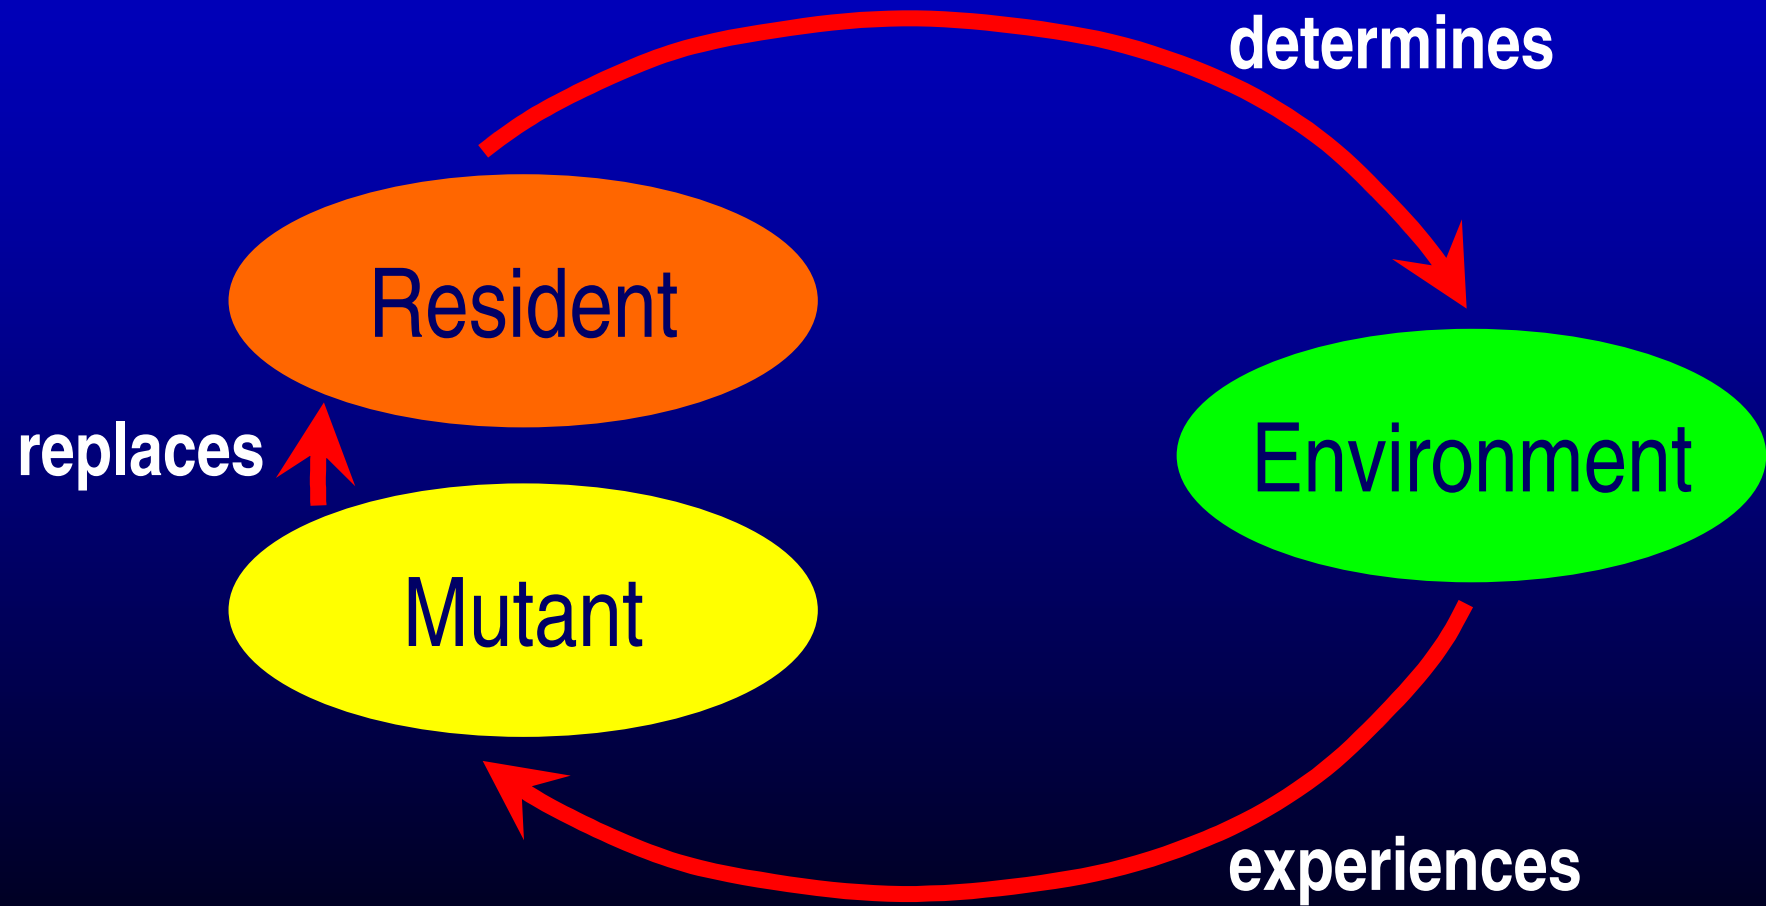 determines
Resident
replaces
Environment
Mutant
experiences